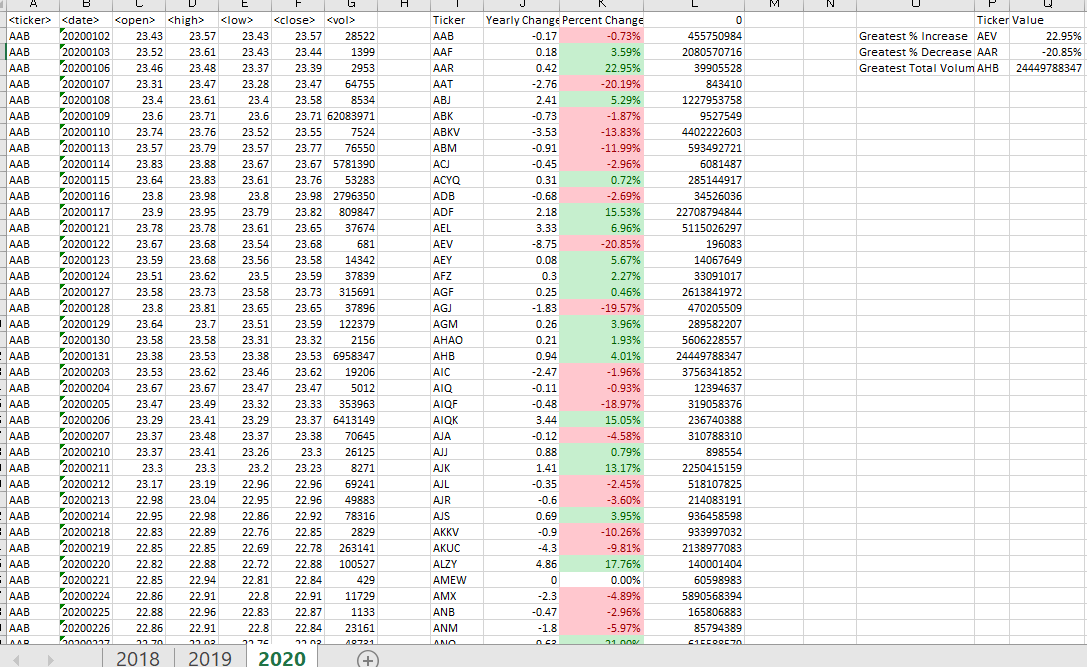 A B C D E F G H I J K L M N O P Q
<ticker> <date> <open> <high> <low> <close> <vol> Ticker Yearly Change Percent Change 0 Ticker Value
AAB 20200102 23.43 23.57 23.43 23.57 28522 AAB -0.17 -0.73% 455750984 Greatest % Increase AEV 22.95%
AAB 20200103 23.52 23.61 23.43 23.44 1399 AAF 0.18 3.59% 2080570716 Greatest % Decrease AAR -20.85%
AAB 20200106 23.46 23.48 23.37 23.39 2953 AAR 0.42 22.95% 39905528 Greatest Total Volum AHB 24449788347
AAB 20200107 23.31 23.47 23.28 23.47 64755 AAT -2.76 -20.19% 843410
AAB 20200108 23.4 23.61 23.4 23.58 8534 ABJ 2.41 5.29% 1227953758
AAB 20200109 23.6 23.71 23.6 23.71 62083971 ABK -0.73 -1.87% 9527549
AAB 20200110 23.74 23.76 23.52 23.55 7524 ABKV -3.53 -13.83% 4402222603
AAB 20200113 23.57 23.79 23.57 23.77 76550 ABM -0.91 -11.99% 593492721
AAB 20200114 23.83 23.88 23.67 23.67 5781390 ACJ -0.45 -2.96% 6081487
AAB 20200115 23.64 23.83 23.61 23.76 53283 ACYQ 0.31 0.72% 285144917
AAB 20200116 23.8 23.98 23.8 23.98 2796350 ADB -0.68 -2.69% 34526036
AAB 20200117 23.9 23.95 23.79 23.82 809847 ADF 2.18 15.53% 22708794844
AAB 20200121 23.78 23.78 23.61 23.65 37674 AEL 3.33 6.96% 5115026297
AAB 20200122 23.67 23.68 23.54 23.68 681 AEV -8.75 -20.85% 196083
AAB 20200123 23.59 23.68 23.56 23.58 14342 AEY 0.08 5.67% 14067649
AAB 20200124 23.51 23.62 23.5 23.59 37839 AFZ 0.3 2.27% 33091017
AAB 20200127 23.58 23.73 23.58 23.73 315691 AGF 0.25 0.46% 2613841972
AAB 20200128 23.8 23.81 23.65 23.65 37896 AGJ -1.83 -19.57% 470205509
AAB 20200129 23.64 23.7 23.51 23.59 122379 AGM 0.26 3.96% 289582207
AAB 20200130 23.58 23.58 23.31 23.32 2156 AHAO 0.21 1.93% 5606228557
AAB 20200131 23.38 23.53 23.38 23.53 6958347 AHB 0.94 4.01% 24449788347
AAB 20200203 23.53 23.62 23.46 23.62 19206 AIC -2.47 -1.96% 3756341852
AAB 20200204 23.67 23.67 23.47 23.47 5012 AIQ -0.11 -0.93% 12394637
AAB 20200205 23.47 23.49 23.32 23.33 353963 AIQF -0.48 -18.97% 319058376
AAB 20200206 23.29 23.41 23.29 23.37 6413149 AIQK 3.44 15.05% 236740388
AAB 20200207 23.37 23.48 23.37 23.38 70645 AJA -0.12 -4.58% 310788310
AAB 20200210 23.37 23.41 23.26 23.3 26125 AJJ 0.88 0.79% 898554
AAB 20200211 23.3 23.3 23.2 23.23 8271 AJK 1.41 13.17% 2250415159
AAB 20200212 23.17 23.19 22.96 22.96 69241 AJL -0.35 -2.45% 518107825
AAB 20200213 22.98 23.04 22.95 22.96 49883 AJR -0.6 -3.60% 214083191
AAB 20200214 22.95 22.98 22.86 22.92 78316 AJS 0.69 3.95% 936458598
AAB 20200218 22.83 22.89 22.76 22.85 2829 AKKV -0.9 -10.26% 933997032
AAB 20200219 22.85 22.85 22.69 22.78 263141 AKUC -4.3 -9.81% 2138977083
AAB 20200220 22.82 22.88 22.72 22.88 100527 ALZY 4.86 17.76% 140001404
AAB 20200221 22.85 22.94 22.81 22.84 429 AMEW 0 0.00% 60598983
AAB 20200224 22.86 22.91 22.8 22.91 11729 AMX -2.3 -4.89% 5890568394
AAB 20200225 22.88 22.96 22.83 22.87 1133 ANB -0.47 -2.96% 165806883
AAB 20200226 22.86 22.91 22.8 22.84 23161 ANM -1.8 -5.97% 85794389
2018 2019 2020